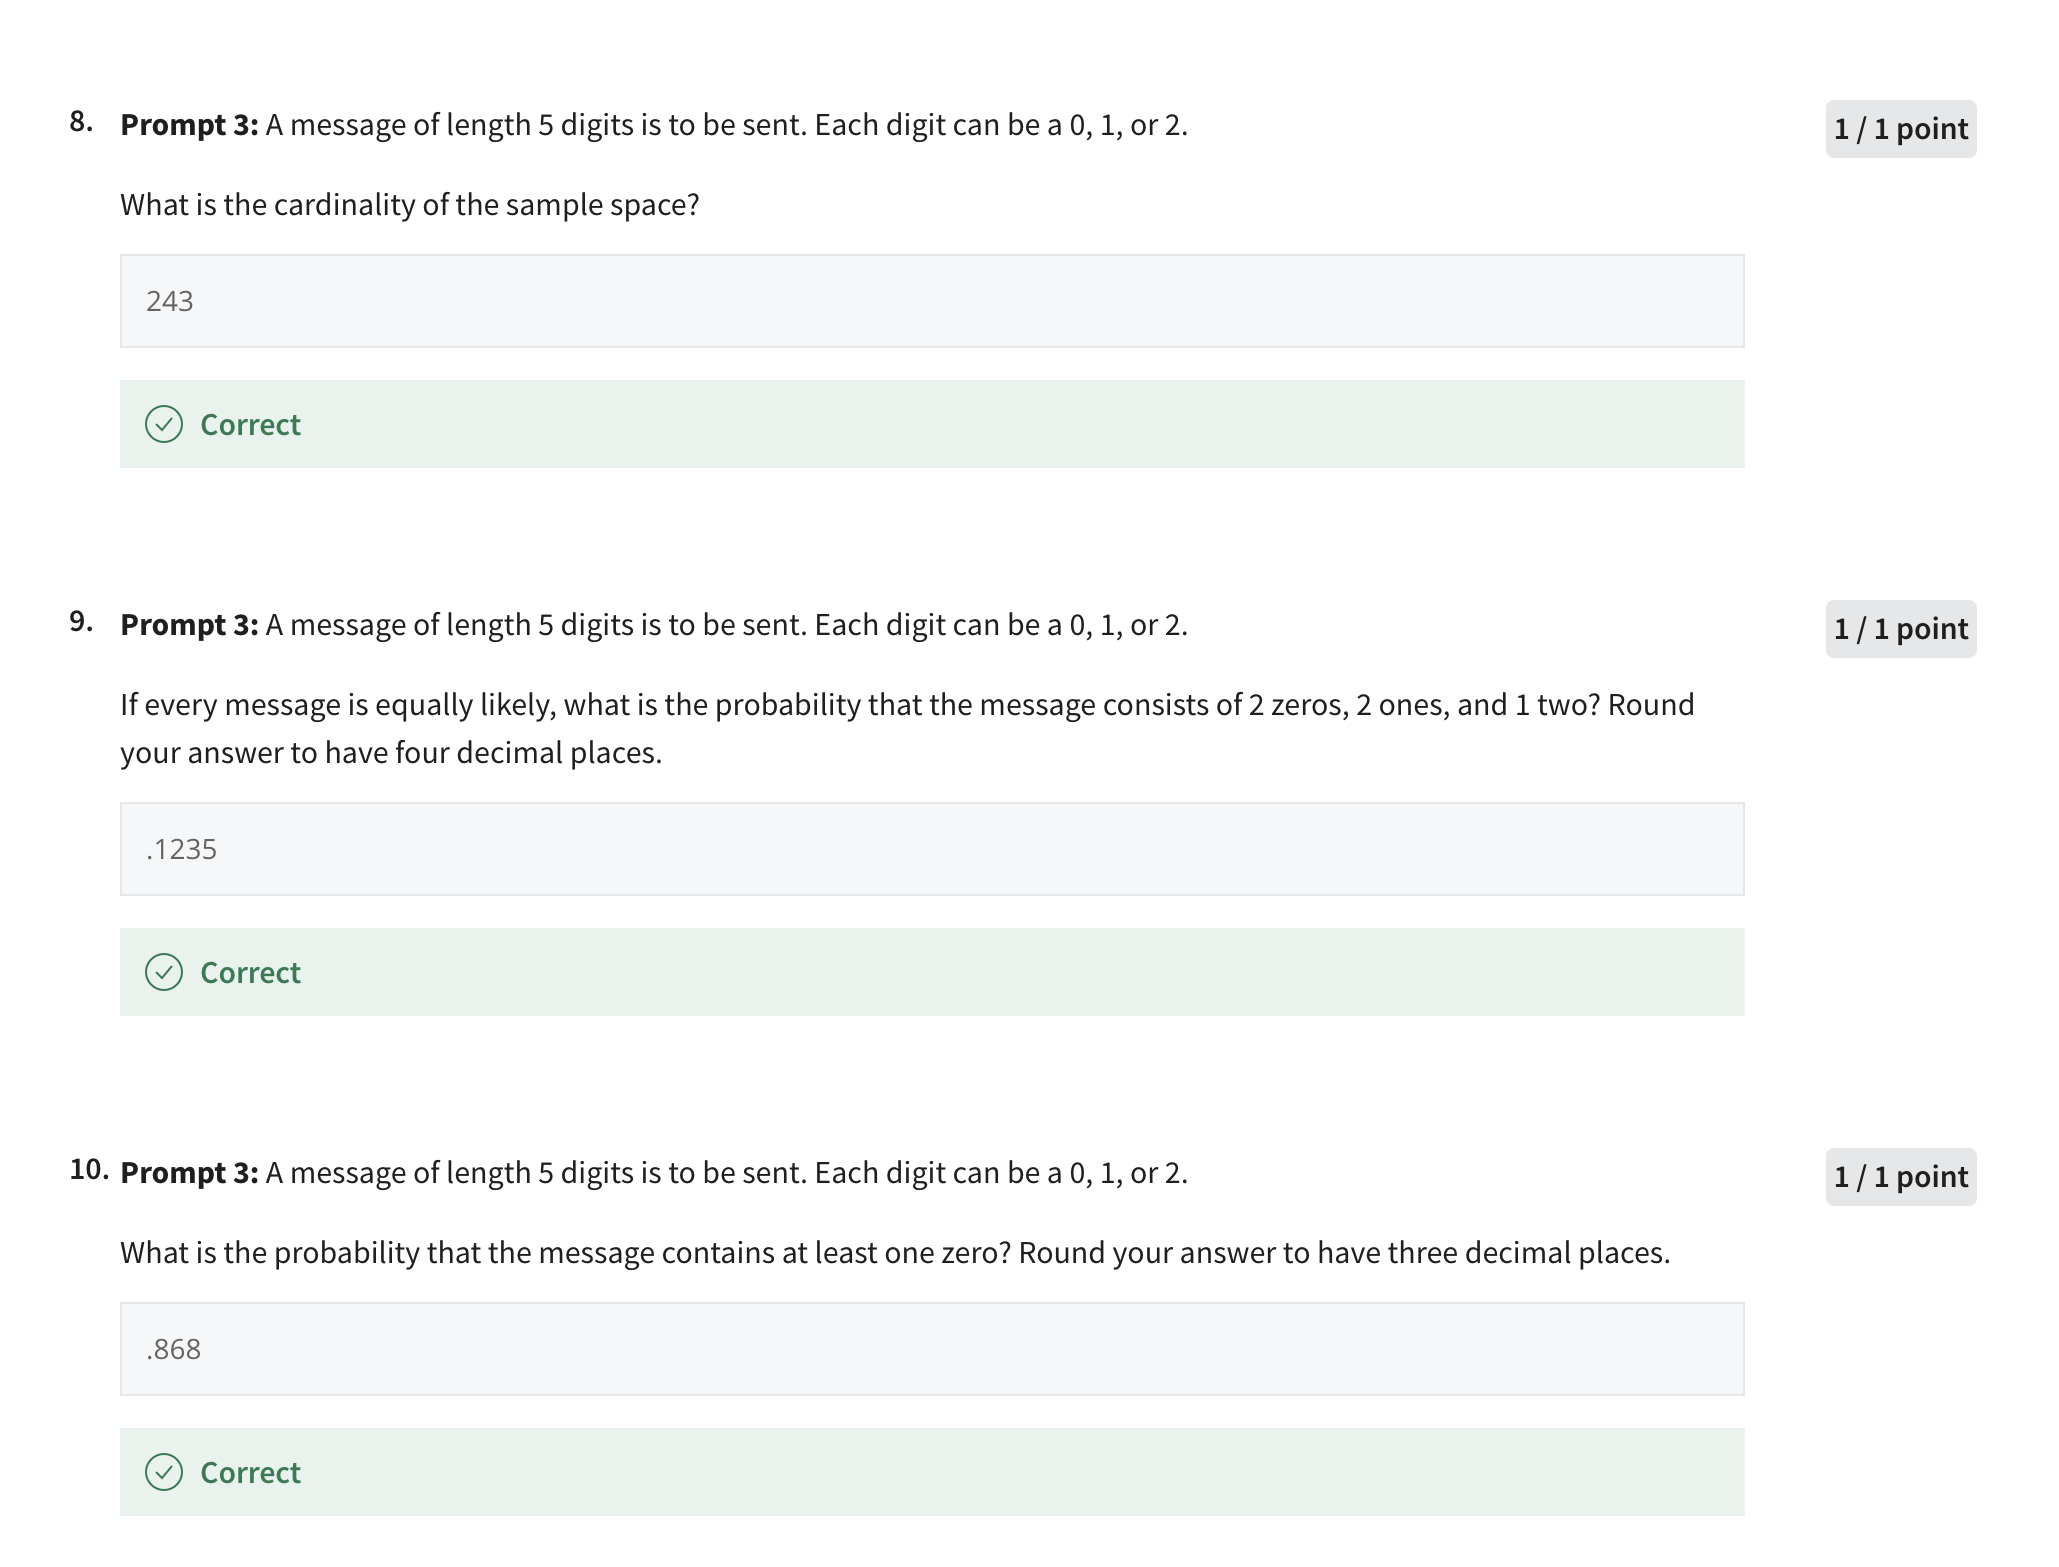 8. Prompt 3: A message of length 5 digits is to be sent. Each digit can be a 0, 1, or 2.
1 / 1 point
What is the cardinality of the sample space?
243
Correct
9. Prompt 3: A message of length 5 digits is to be sent. Each digit can be a 0, 1, or 2.
1 / 1 point
If every message is equally likely, what is the probability that the message consists of 2 zeros, 2 ones, and 1 two? Round
your answer to have four decimal places.
.1235
Correct
10. Prompt 3: A message of length 5 digits is to be sent. Each digit can be a 0, 1, or 2.
1 / 1 point
What is the probability that the message contains at least one zero? Round your answer to have three decimal places.
.868
Correct